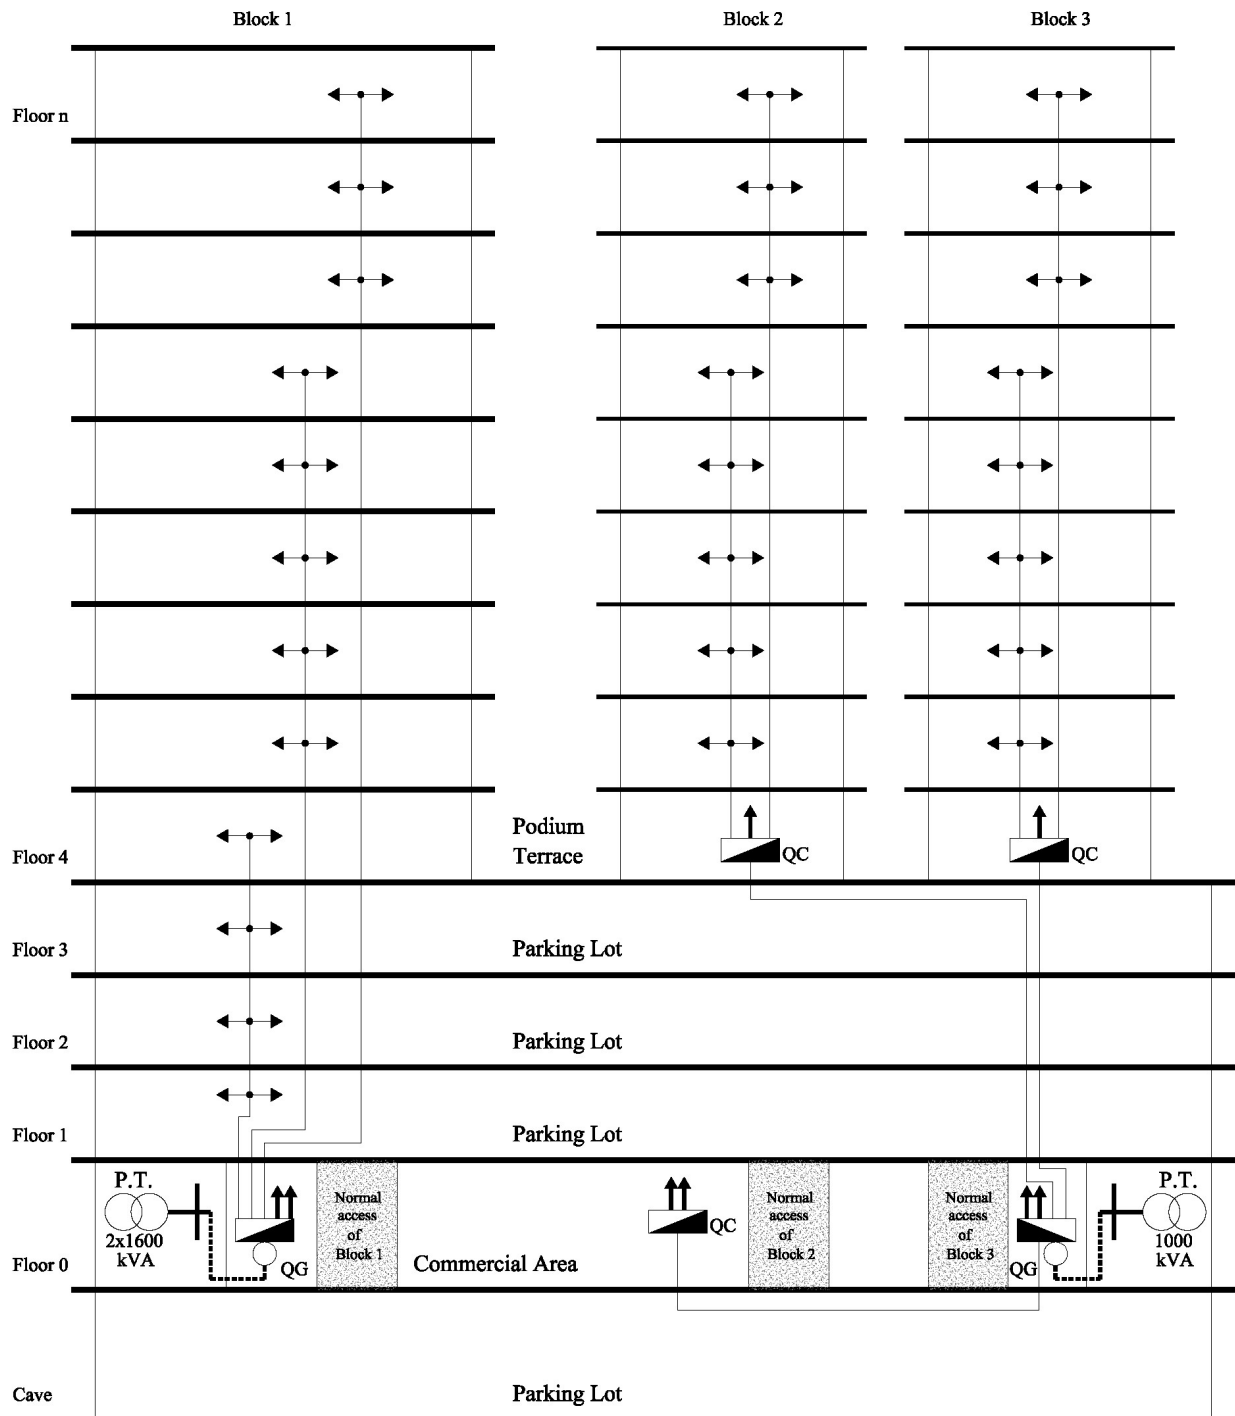 Block 1
Block 2
Block 3
Floor n
Podium
Terrace
QC
QC
Floor 4
Floor 3
Parking Lot
Floor 2
Parking Lot
Floor 1
Parking Lot
P.T.
2x1600
kVA
QG
Normal
access
of
Block 1
Commercial Area
QC
Normal
access
of
Block 2
Normal
access
of
Block 3
QG
P.T.
1000
kVA
Floor 0
Cave
Parking Lot